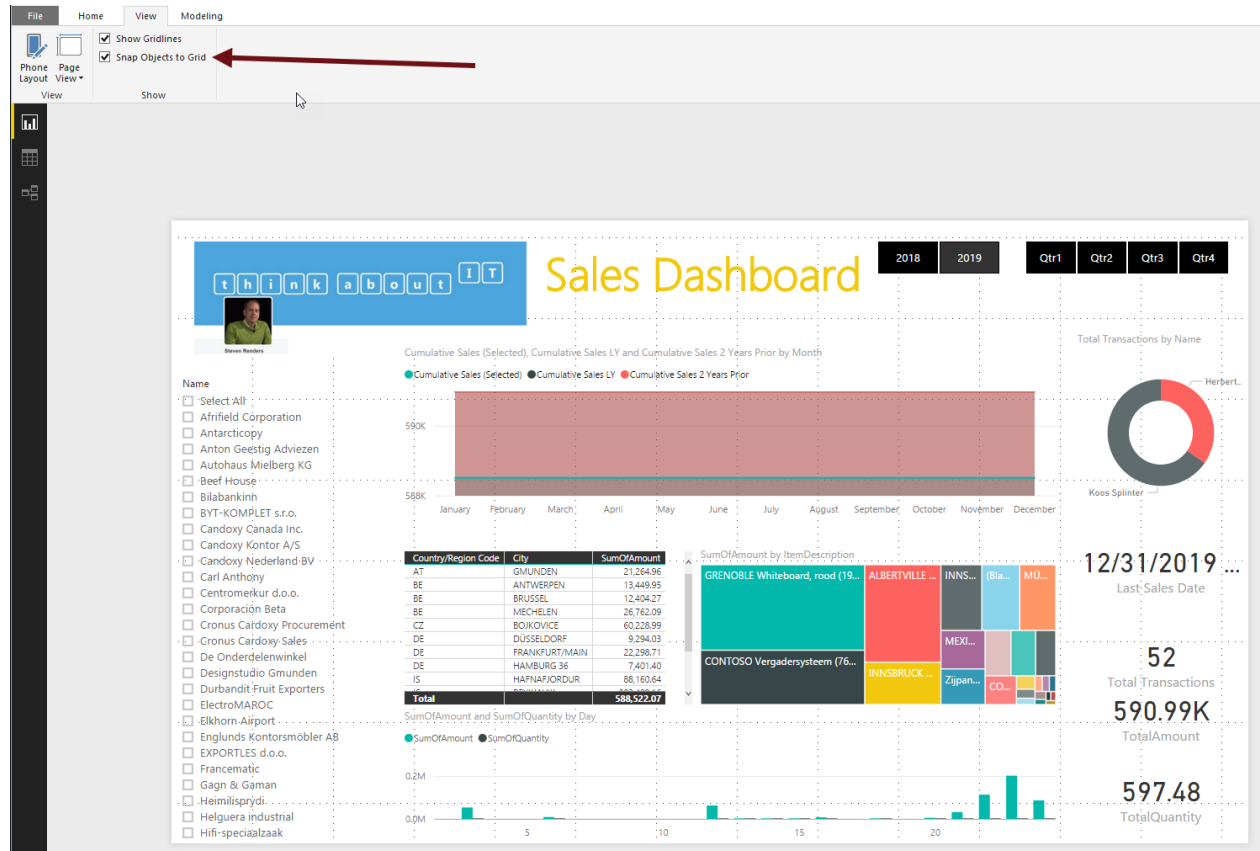 File Home View Modeling
Show Gridlines
Snap Objects to Grid
Phone Layout
Page View
View Show
think about IT
Steven Renders
Sales Dashboard
2018 2019
Qtr1 Qtr2 Qtr3 Qtr4
Name
Select All
Afrifield Corporation
Antarcticopy
Anton Geestig Adviezen
Autohaus Mielberg KG
Beef House
Bilabankinn
BYT-KOMPLET s.r.o.
Candoxy Canada Inc.
Candoxy Kontor A/S
Candoxy Nederland BV
Carl Anthony
Centromerkur d.o.o.
Corporación Beta
Cronus Cardoxy Procurement
Cronus Cardoxy Sales
De Onderdelenwinkel
Designstudio Gmunden
Durbandit Fruit Exporters
ElectroMAROC
Elkhorn Airport
Englunds Kontorsmöbler AB
EXPORTLES d.o.o.
Francematic
Gagn & Gaman
Heimilisprydi
Helguera industrial
Hifi-speciaalzaak
Cumulative Sales (Selected), Cumulative Sales LY and Cumulative Sales 2 Years Prior by Month
Cumulative Sales (Selected) Cumulative Sales LY Cumulative Sales 2 Years Prior
590K
588K
January February March April May June July August September October November December
Total Transactions by Name
Herbert...
Koos Splinter
Country/Region Code City SumOfAmount
AT GMUNDEN 21,264.96
BE ANTWERPEN 13,449.95
BE BRUSSEL 12,404.27
BE MECHELEN 26,762.09
CZ BOJKOVICE 60,228.99
DE DÜSSELDORF 9,294.03
DE FRANKFURT/MAIN 22,298.71
DE HAMBURG 36 7,401.40
IS HAFNAFJORDUR 88,160.64
Total 588,522.07
SumOfAmount by ItemDescription
GRENOBLE Whiteboard, rood (19...
CONTOSO Vergadersysteem (76...
ALBERTVILLE ...
INNSBRUCK ...
INNS...
(Bla...
MÜ...
MEXI...
Zijpan...
CO...
12/31/2019 ...
Last Sales Date
52
Total Transactions
590.99K
TotalAmount
597.48
TotalQuantity
SumOfAmount and SumOfQuantity by Day
SumOfAmount SumOfQuantity
0.2M
0.0M
5 10 15 20